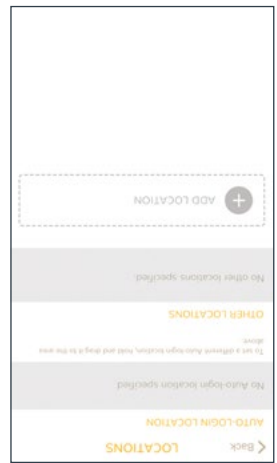 Back LOCATIONS
AUTO-LOGIN LOCATION
No Auto-login location specified
To set a different Auto-login location, hold and drag it to the area
above
OTHER LOCATIONS
No other locations specified
ADD LOCATION